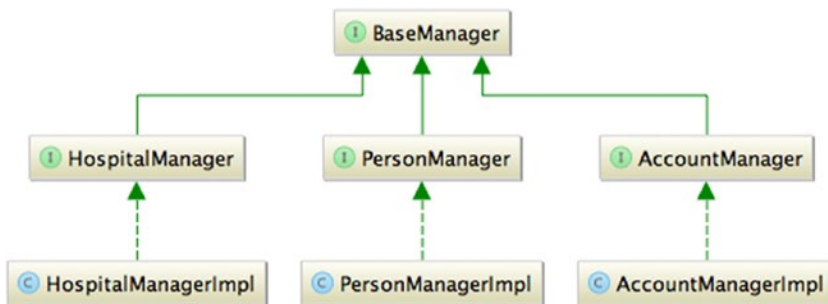 I BaseManager
I HospitalManager
I PersonManager
I AccountManager
C HospitalManagerImpl
C PersonManagerImpl
C AccountManagerImpl